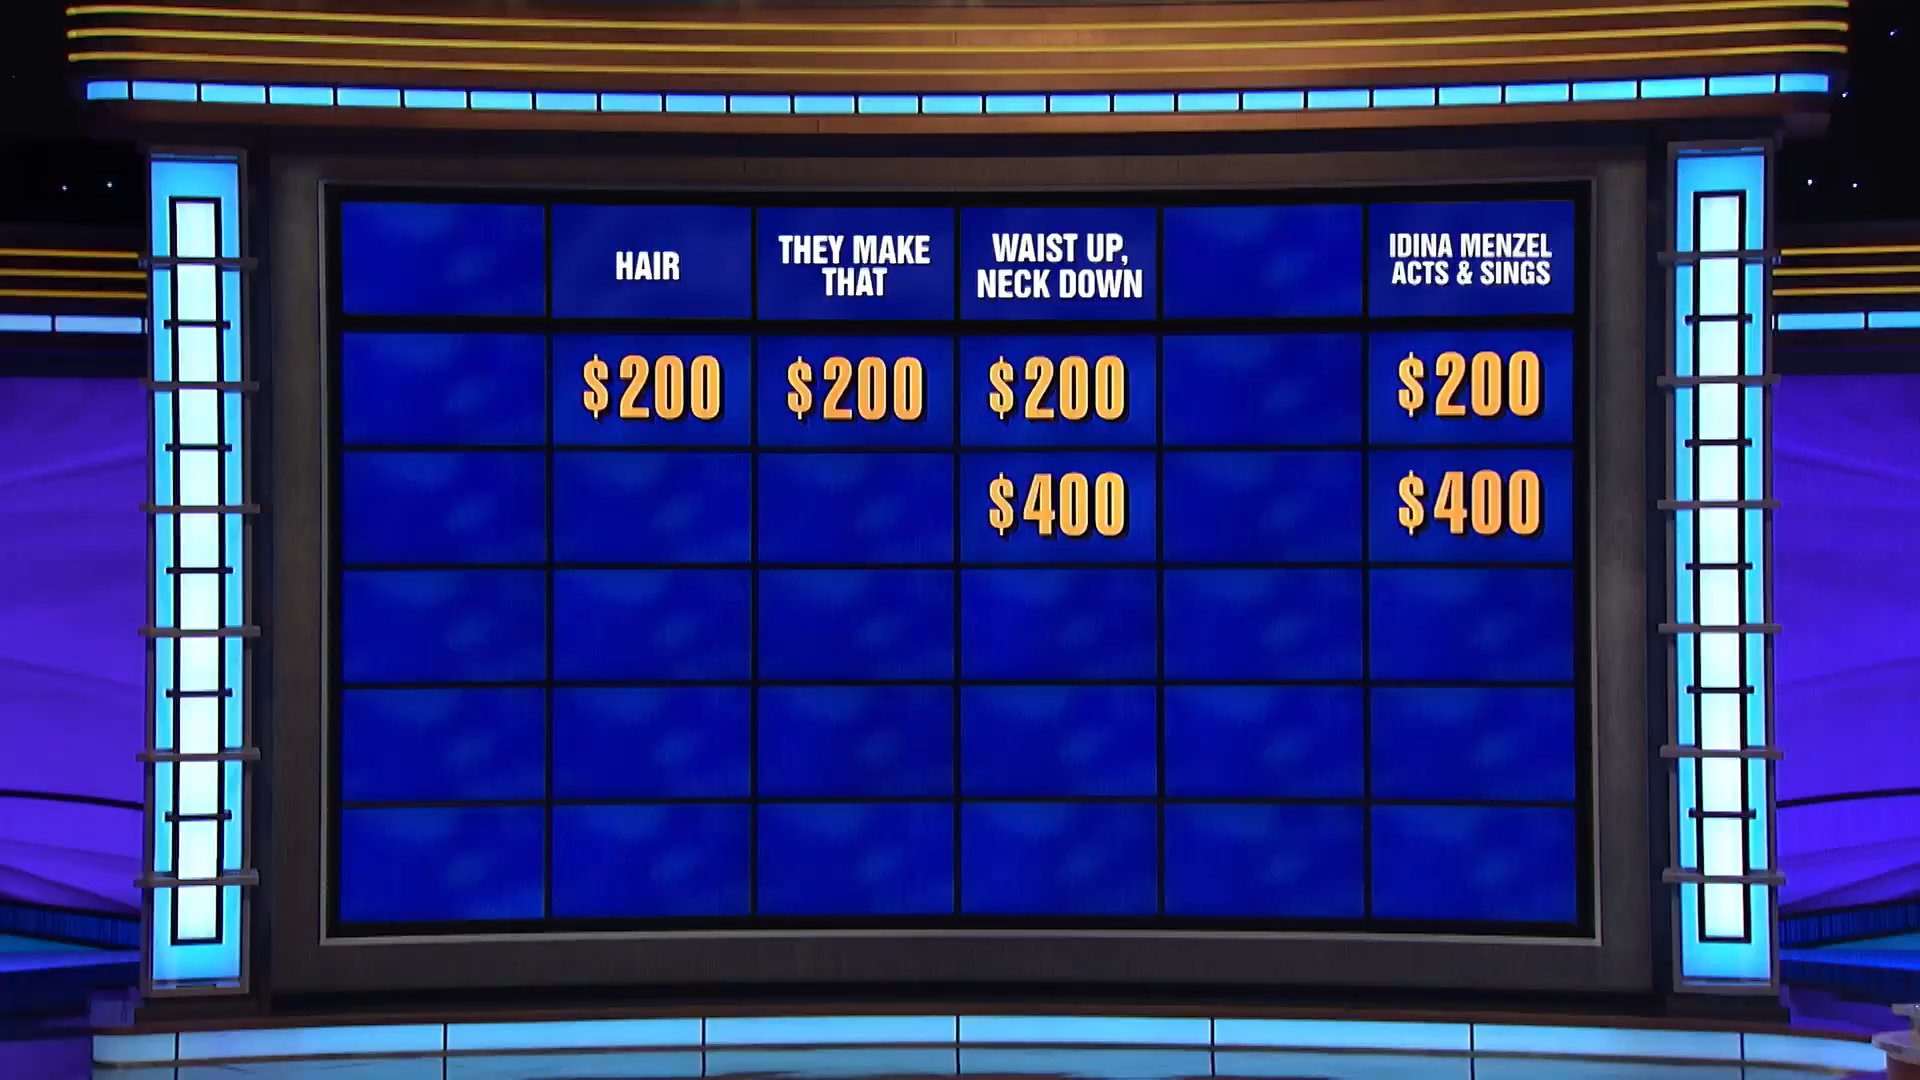 HAIR
THEY MAKE
THAT
WAIST UP,
NECK DOWN
IDINA MENZEL
ACTS & SINGS
$200
$200
$200
$200
$400
$400